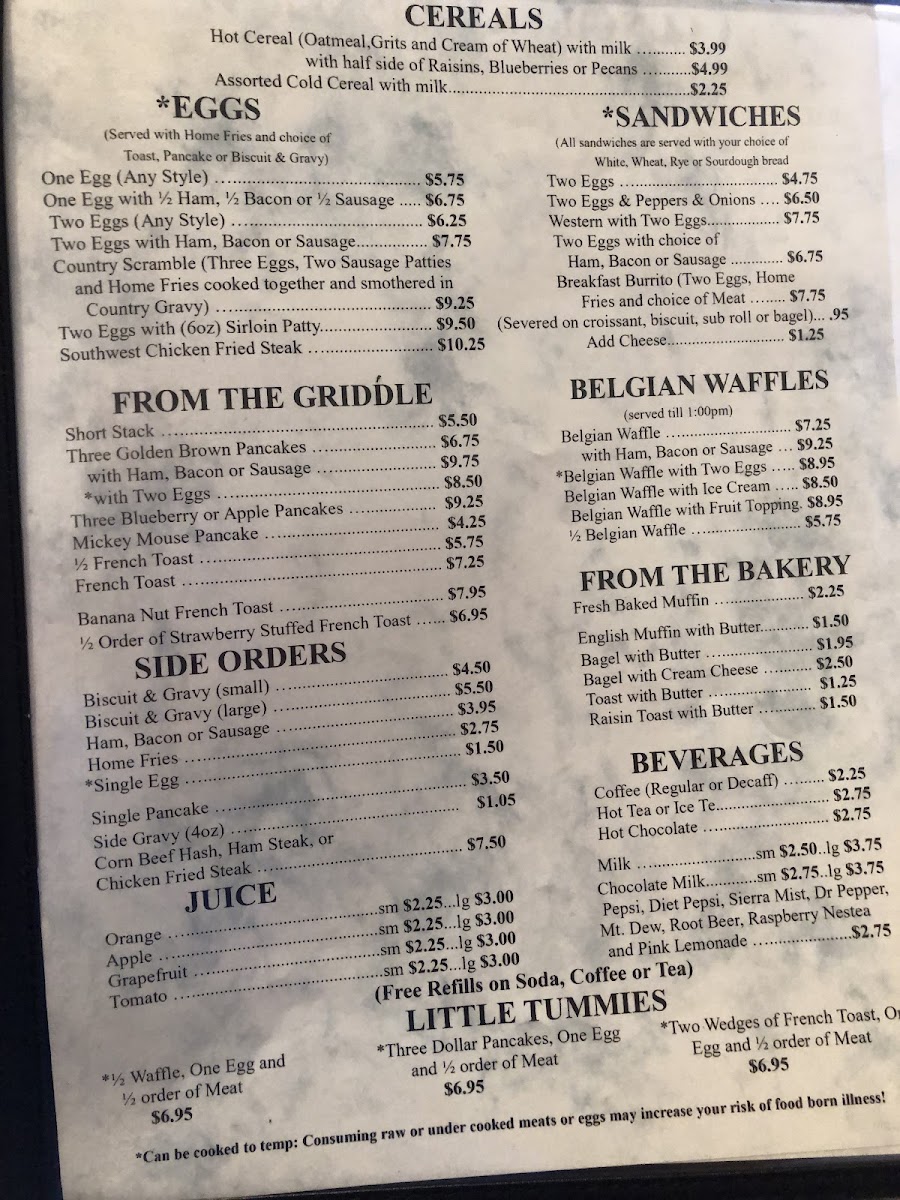 CEREALS
Hot Cereal (Oatmeal,Grits and Cream of Wheat) with milk ........... $3.99
with half side of Raisins, Blueberries or Pecans ...........$4.99
Assorted Cold Cereal with milk..................................................$2.25
*EGGS
(Served with Home Fries and choice of
Toast, Pancake or Biscuit & Gravy)
One Egg (Any Style) ............................................. $5.75
One Egg with ½ Ham, ½ Bacon or ½ Sausage ..... $6.75
Two Eggs (Any Style) .......................................... $6.25
Two Eggs with Ham, Bacon or Sausage................ $7.75
Country Scramble (Three Eggs, Two Sausage Patties
and Home Fries cooked together and smothered in
Country Gravy) ................................................ $9.25
Two Eggs with (6oz) Sirloin Patty......................... $9.50
Southwest Chicken Fried Steak ............................ $10.25
*SANDWICHES
(All sandwiches are served with your choice of
White, Wheat, Rye or Sourdough bread
Two Eggs ................................... $4.75
Two Eggs & Peppers & Onions .... $6.50
Western with Two Eggs................. $7.75
Two Eggs with choice of
Ham, Bacon or Sausage ............ $6.75
Breakfast Burrito (Two Eggs, Home
Fries and choice of Meat ........ $7.75
(Severed on croissant, biscuit, sub roll or bagel)... .95
Add Cheese.......................... $1.25
FROM THE GRIDDLE
Short Stack ............................................................ $5.50
Three Golden Brown Pancakes ............................ $6.75
with Ham, Bacon or Sausage ........................... $9.75
*with Two Eggs ................................................. $8.50
Three Blueberry or Apple Pancakes .................... $9.25
Mickey Mouse Pancake ....................................... $4.25
½ French Toast ..................................................... $5.75
French Toast ......................................................... $7.25
Banana Nut French Toast .................................... $7.95
½ Order of Strawberry Stuffed French Toast ...... $6.95
BELGIAN WAFFLES
(served till 1:00pm)
Belgian Waffle ............................ $7.25
with Ham, Bacon or Sausage ... $9.25
*Belgian Waffle with Two Eggs ..... $8.95
Belgian Waffle with Ice Cream ..... $8.50
Belgian Waffle with Fruit Topping. $8.95
½ Belgian Waffle ........................ $5.75
FROM THE BAKERY
Fresh Baked Muffin .................... $2.25
English Muffin with Butter........... $1.50
Bagel with Butter ........................ $1.95
Bagel with Cream Cheese ........... $2.50
Toast with Butter ....................... $1.25
Raisin Toast with Butter ............. $1.50
SIDE ORDERS
Biscuit & Gravy (small) ...................................... $4.50
Biscuit & Gravy (large) ....................................... $5.50
Ham, Bacon or Sausage ....................................... $3.95
Home Fries ............................................................ $2.75
*Single Egg ........................................................... $1.50
Single Pancake ...................................................... $3.50
Side Gravy (4oz) .................................................. $1.05
Corn Beef Hash, Ham Steak, or
Chicken Fried Steak ............................................. $7.50
BEVERAGES
Coffee (Regular or Decaff) ......... $2.25
Hot Tea or Ice Te......................... $2.75
Hot Chocolate ............................ $2.75
Milk ..........................sm $2.50..lg $3.75
Chocolate Milk............sm $2.75..lg $3.75
Pepsi, Diet Pepsi, Sierra Mist, Dr Pepper,
Mt. Dew, Root Beer, Raspberry Nestea
and Pink Lemonade ......................$2.75
JUICE
Orange .............................................sm $2.25...lg $3.00
Apple ...............................................sm $2.25...lg $3.00
Grapefruit ........................................sm $2.25...lg $3.00
Tomato ............................................sm $2.25...lg $3.00
(Free Refills on Soda, Coffee or Tea)
LITTLE TUMMIES
*½ Waffle, One Egg and
½ order of Meat
$6.95
*Three Dollar Pancakes, One Egg
and ½ order of Meat
$6.95
*Two Wedges of French Toast,
Egg and ½ order of Meat
$6.95
*Can be cooked to temp: Consuming raw or under cooked meats or eggs may increase your risk of food born illness!